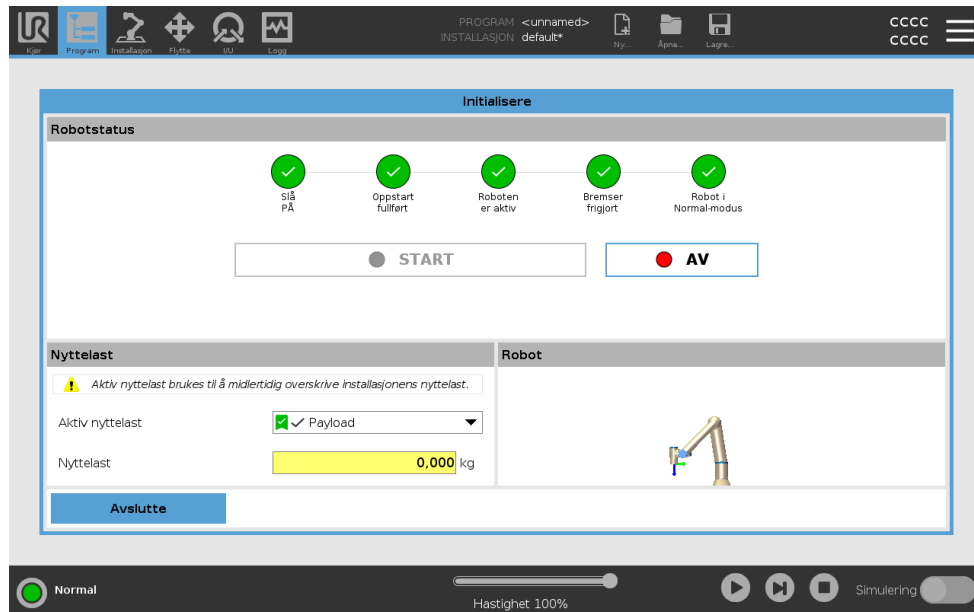 UR
PROGRAM <unnamed>
INSTALLASJON default*
CCCC
CCCC
Kjør Program Installasjon Flytte I/U Logg Ny... Åpne... Lagre...
Initialisere
Robotstatus
Slå
PÅ
Oppstart
fullført
Roboten
er aktiv
Bremser
frigjort
Robot i
Normal-modus
START AV
Nyttelast
Aktiv nyttelast brukes til å midlertidig overskrive installasjonens nyttelast.
Aktiv nyttelast Payload
Nyttelast 0,000 kg
Robot
Avslutte
Normal
Hastighet 100%
Simulering